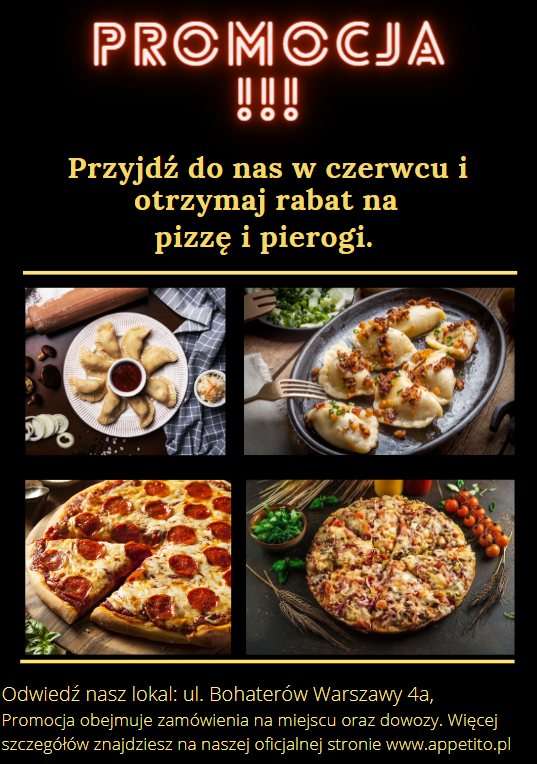 PROMOCJA
!!!
Przyjdź do nas w czerwcu i
otrzymaj rabat na
pizzę i pierogi.
Odwiedź nasz lokal: ul. Bohaterów Warszawy 4a,
Promocja obejmuje zamówienia na miejscu oraz dowozy. Więcej
szczegółów znajdziesz na naszej oficjalnej stronie www.appetito.pl